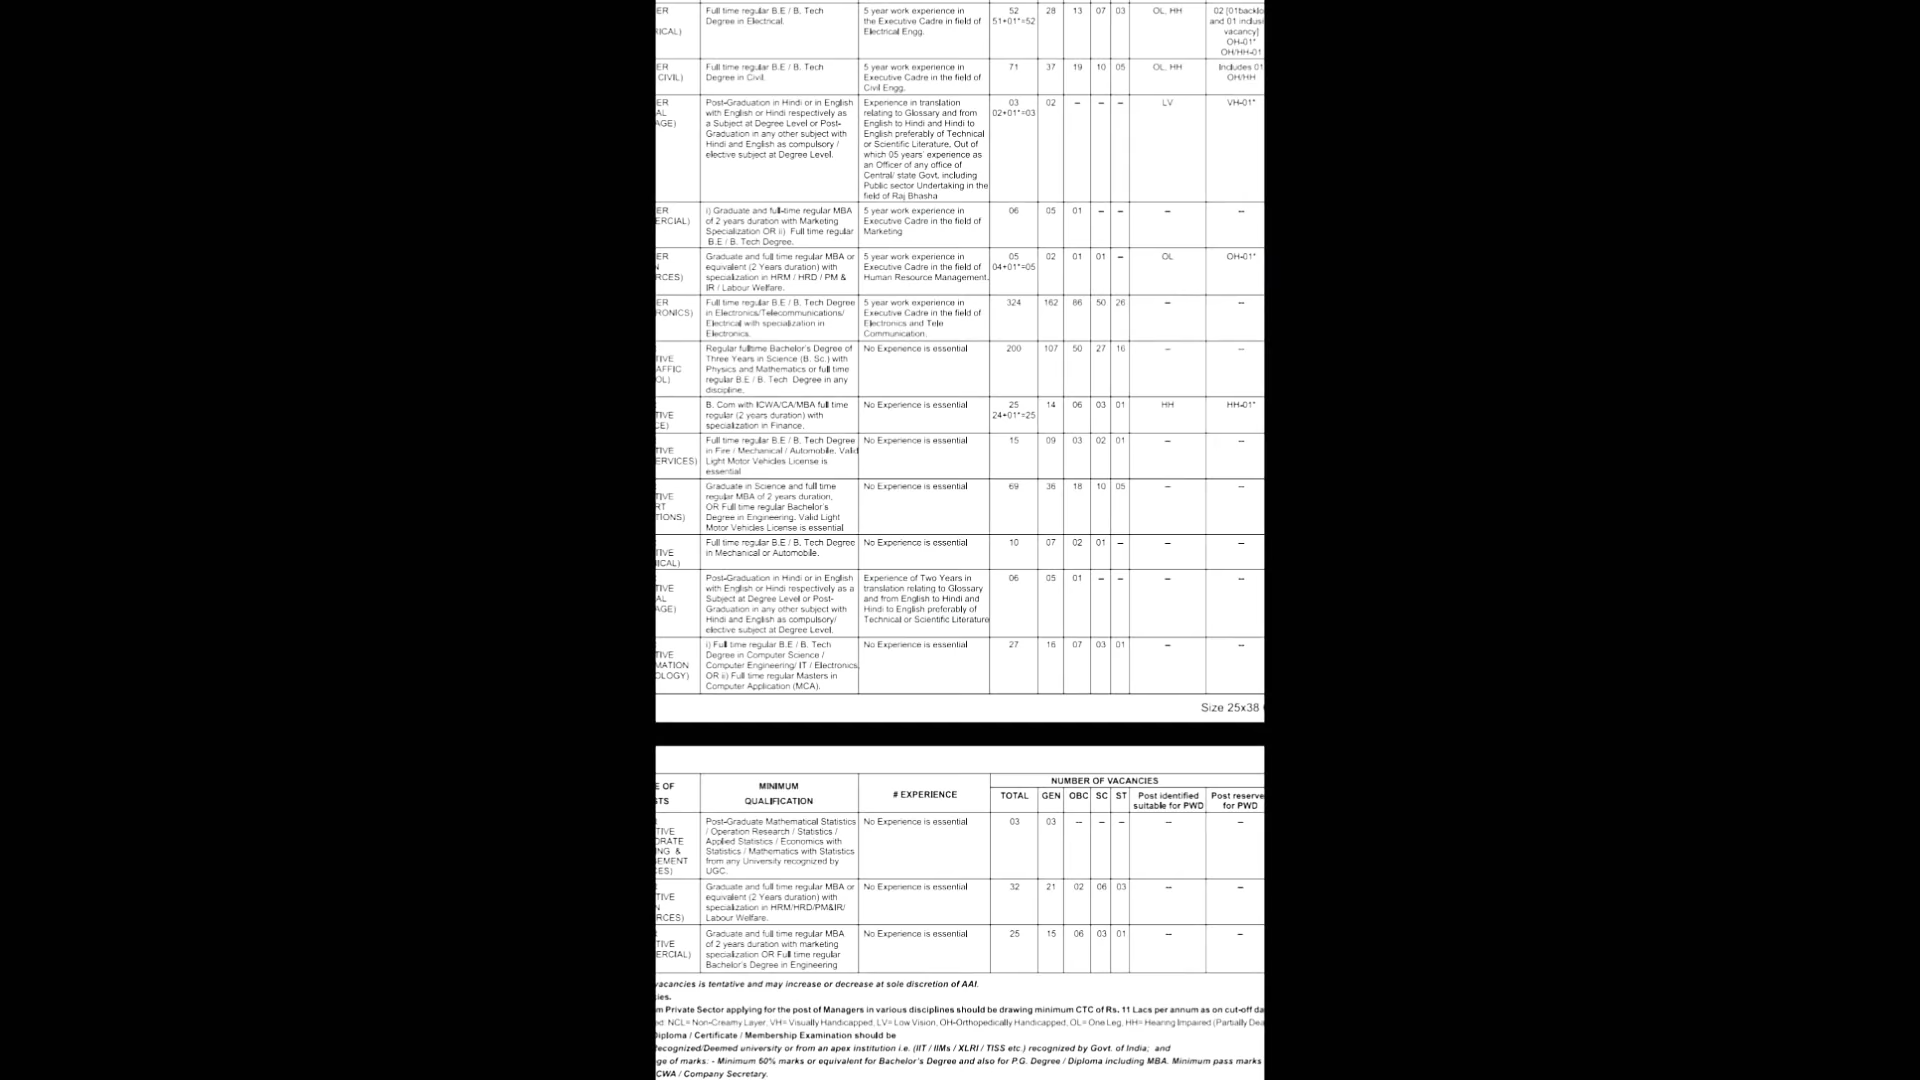 ER Full time regular B.E / B. Tech 5 year work experience in 52 28 13 07 03 OL, HH 02 [01backlo
Degree in Electrical. the Executive Cadre in field of 51+01*=52 and 01 inclusi
RICAL) Electrical Engg. vacancy]
OH-01*
OH/HH-01
ER Full time regular B.E / B. Tech 5 year work experience in 71 37 19 10 05 OL, HH Includes 01
CIVIL) Degree in Civil. Executive Cadre in the field of OH/HH
Civil Engg.
ER Post-Graduation in Hindi or in English Experience in translation 03 02 – – – LV VH-01*
AL with English or Hindi respectively as relating to Glossary and from 02+01*=03
AGE) a Subject at Degree Level or Post- English to Hindi and Hindi to
Graduation in any other subject with English preferably of Technical
Hindi and English as compulsory / or Scientific Literature, Out of
elective subject at Degree Level. which 05 years' experience as
an Officer of any office of
Central/ state Govt. including
Public sector Undertaking in the
field of Raj Bhasha
ER i) Graduate and full-time regular MBA 5 year work experience in 06 05 01 – – – --
ERCIAL) of 2 years duration with Marketing Executive Cadre in the field of
Specialization OR ii) Full time regular Marketing
B.E / B. Tech Degree.
ER Graduate and full time regular MBA or 5 year work experience in 05 02 01 01 – OL OH-01*
N equivalent (2 Years duration) with Executive Cadre in the field of 04+01*=05
RCES) specialization in HRM / HRD / PM & Human Resource Management.
IR / Labour Welfare.
ER Full time regular B.E / B. Tech Degree 5 year work experience in 324 162 86 50 26 – --
RONICS) in Electronics/Telecommunications/ Executive Cadre in the field of
Electrical with specialization in Electronics and Tele
Electronics. Communication.
Regular fulltime Bachelor's Degree of No Experience is essential 200 107 50 27 16 – --
TIVE Three Years in Science (B. Sc.) with
AFFIC Physics and Mathematics or full time
OL) regular B.E / B. Tech Degree in any
discipline.
B. Com with ICWA/CA/MBA full time No Experience is essential 25 14 06 03 01 HH HH-01*
TIVE regular (2 years duration) with 24+01*=25
CE) specialization in Finance.
Full time regular B.E / B. Tech Degree No Experience is essential 15 09 03 02 01 – --
TIVE in Fire / Mechanical / Automobile. Valid
ERVICES) Light Motor Vehicles License is
essential
Graduate in Science and full time No Experience is essential 69 36 18 10 05 – --
TIVE regular MBA of 2 years duration.
RT OR Full time regular Bachelor's
TIONS) Degree in Engineering. Valid Light
Motor Vehicles License is essential
Full time regular B.E / B. Tech Degree No Experience is essential 10 07 02 01 – – --
TIVE in Mechanical or Automobile.
ICAL)
Post-Graduation in Hindi or in English Experience of Two Years in 06 05 01 – – – --
TIVE with English or Hindi respectively as a translation relating to Glossary
AL Subject at Degree Level or Post- and from English to Hindi and
AGE) Graduation in any other subject with Hindi to English preferably of
Hindi and English as compulsory/ Technical or Scientific Literature
elective subject at Degree Level.
i) Full time regular B.E / B. Tech No Experience is essential 27 16 07 03 01 – --
TIVE Degree in Computer Science /
MATION Computer Engineering/ IT / Electronics.
OLOGY) OR ii) Full time regular Masters in
Computer Application (MCA).
Size 25x38
E OF MINIMUM # EXPERIENCE NUMBER OF VACANCIES
TS QUALIFICATION TOTAL GEN OBC SC ST Post identified Post reserve
suitable for PWD for PWD
Post-Graduate Mathematical Statistics No Experience is essential 03 03 -- – – -- --
TIVE / Operation Research / Statistics /
ORATE Applied Statistics / Economics with
NG & Statistics / Mathematics with Statistics
EMENT from any University recognized by
ES) UGC.
Graduate and full time regular MBA or No Experience is essential 32 21 02 06 03 -- --
TIVE equivalent (2 Years duration) with
N specialization in HRM/HRD/PM&IR/
RCES) Labour Welfare.
Graduate and full time regular MBA No Experience is essential 25 15 06 03 01 -- --
TIVE of 2 years duration with marketing
ERCIAL) specialization OR Full time regular
Bachelor's Degree in Engineering
vacancies is tentative and may increase or decrease at sole discretion of AAI.
ies.
m Private Sector applying for the post of Managers in various disciplines should be drawing minimum CTC of Rs. 11 Lacs per annum as on cut-off da
ed: NCL= Non-Creamy Layer, VH= Visually Handicapped, LV= Low Vision, OH-Orthopedically Handicapped, OL= One Leg, HH= Hearing Impaired (Partially Dea
iploma / Certificate / Membership Examination should be
ecognized/Deemed university or from an apex institution i.e. (IIT / IIMs / XLRI / TISS etc.) recognized by Govt. of India; and
ge of marks: - Minimum 60% marks or equivalent for Bachelor's Degree and also for P.G. Degree / Diploma including MBA. Minimum pass marks
CWA / Company Secretary.